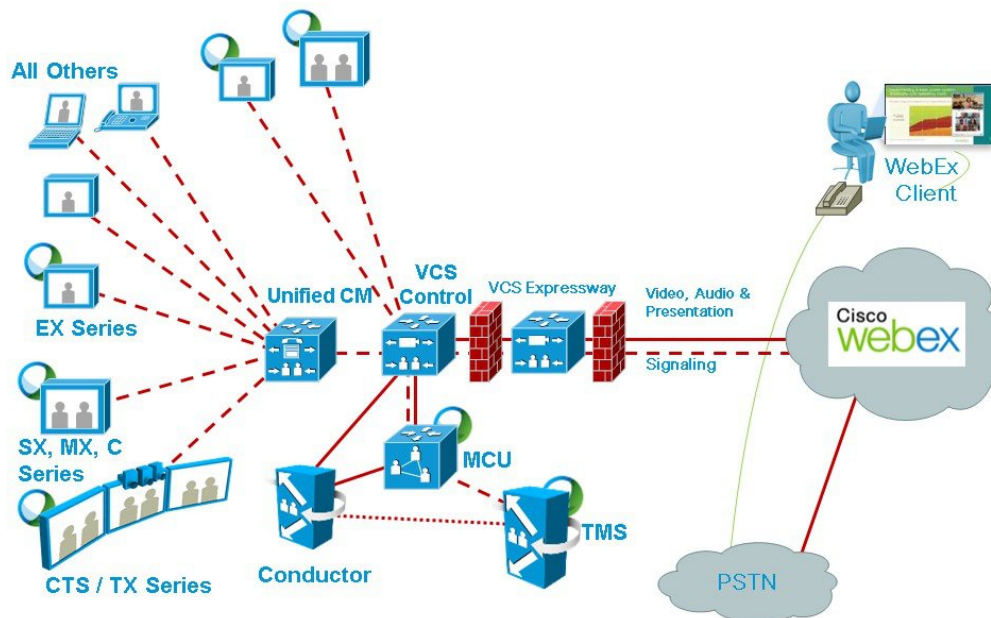 All Others
EX Series
SX, MX, C
Series
CTS / TX Series
Unified CM
VCS
Control
VCS Expressway
Video, Audio &
Presentation
Signaling
MCU
TMS
Conductor
WebEx
Client
Cisco
webex
PSTN